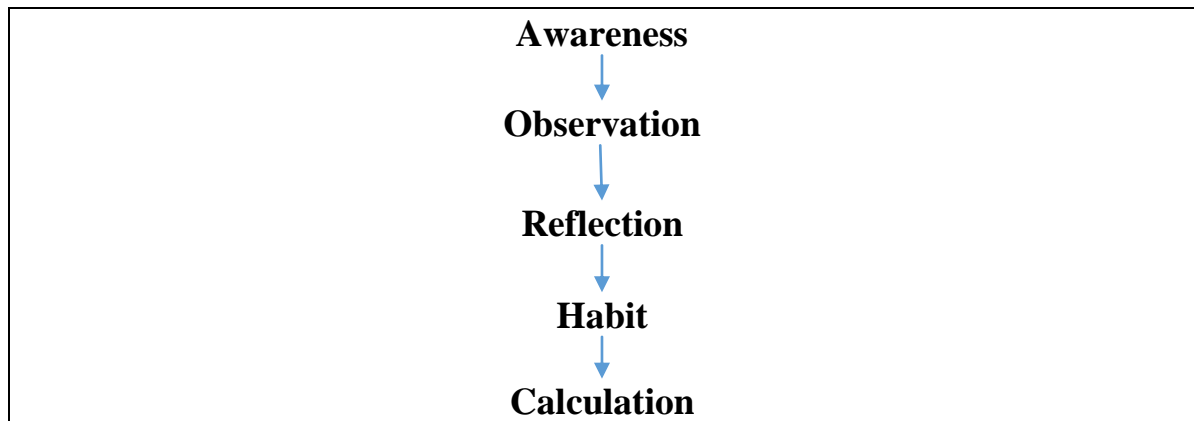 Awareness
Observation
Reflection
Habit
Calculation